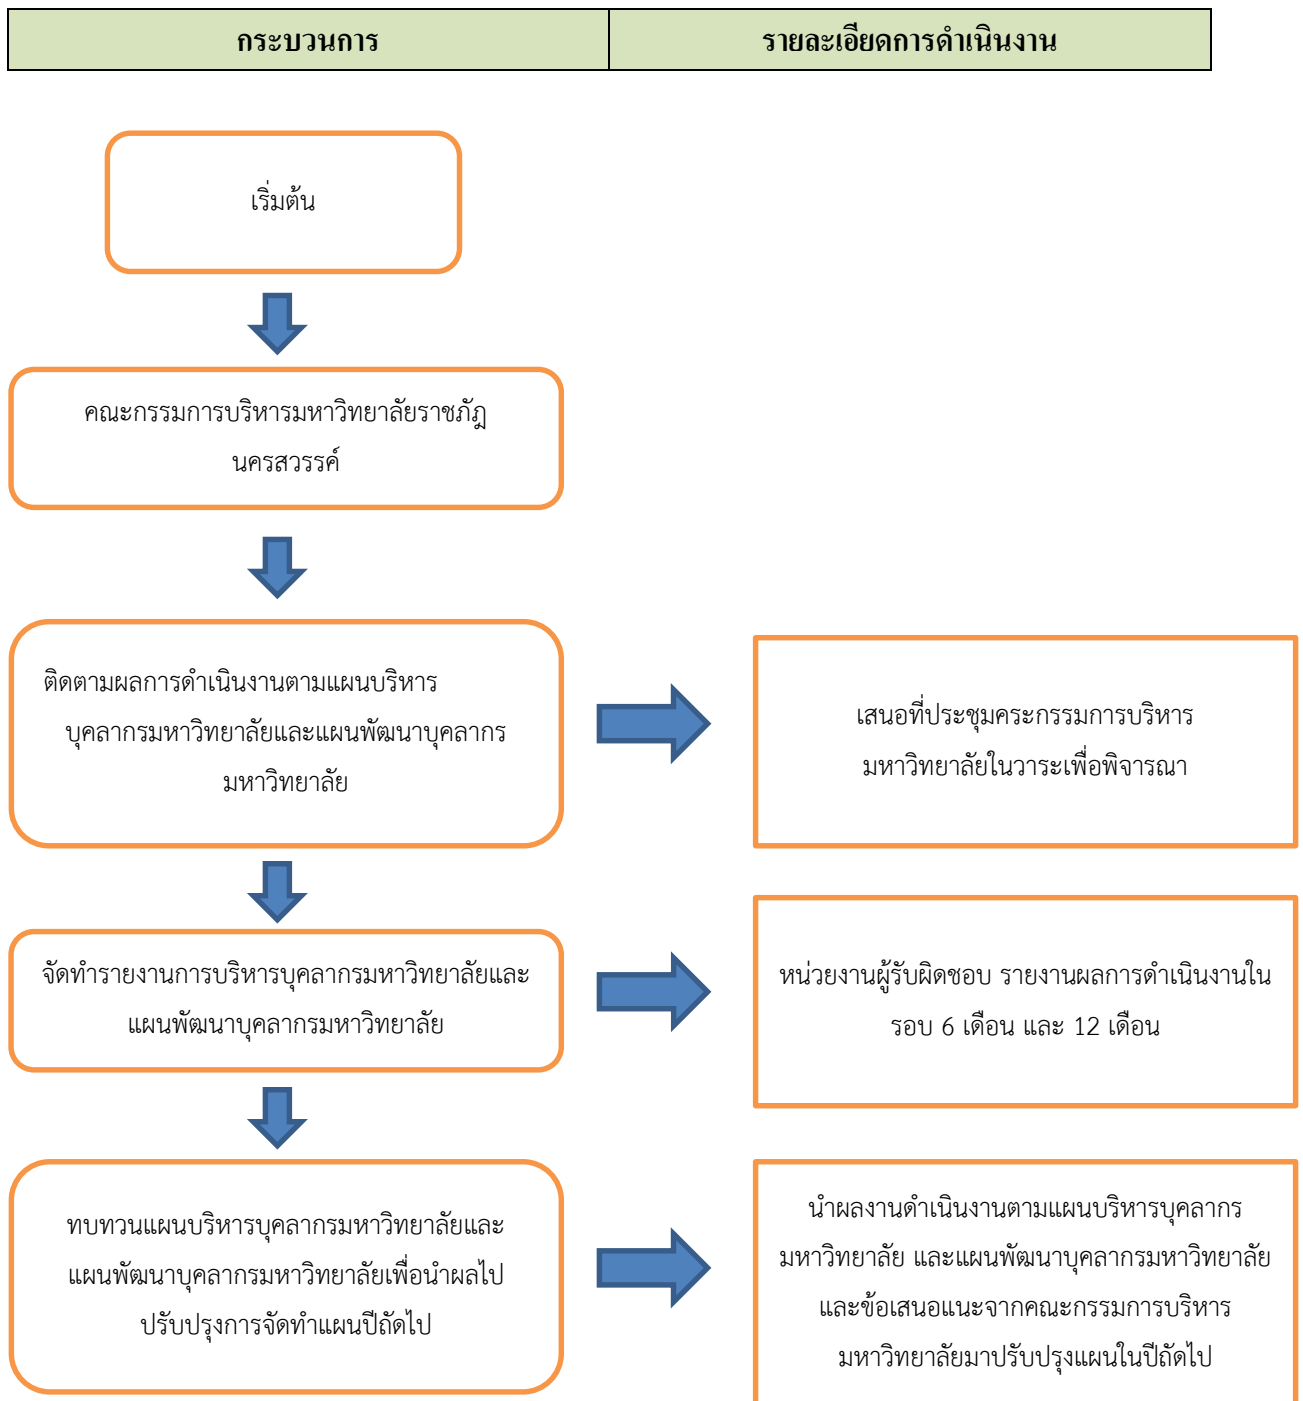 กระบวนการ
รายละเอียดการดำเนินงาน
เริ่มต้น
คณะกรรมการบริหารมหาวิทยาลัยราชภัฏ
นครสวรรค์
ติดตามผลการดำเนินงานตามแผนบริหาร
บุคลากรมหาวิทยาลัยและแผนพัฒนาบุคลากร
มหาวิทยาลัย
เสนอที่ประชุมคระกรรมการบริหาร
มหาวิทยาลัยในวาระเพื่อพิจารณา
จัดทำรายงานการบริหารบุคลากรมหาวิทยาลัยและ
แผนพัฒนาบุคลากรมหาวิทยาลัย
หน่วยงานผู้รับผิดชอบ รายงานผลการดำเนินงานใน
รอบ 6 เดือน และ 12 เดือน
ทบทวนแผนบริหารบุคลากรมหาวิทยาลัยและ
แผนพัฒนาบุคลากรมหาวิทยาลัยเพื่อนำผลไป
ปรับปรุงการจัดทำแผนปีถัดไป
นำผลงานดำเนินงานตามแผนบริหารบุคลากร
มหาวิทยาลัย และแผนพัฒนาบุคลากรมหาวิทยาลัย
และข้อเสนอแนะจากคณะกรรมการบริหาร
มหาวิทยาลัยมาปรับปรุงแผนในปีถัดไป